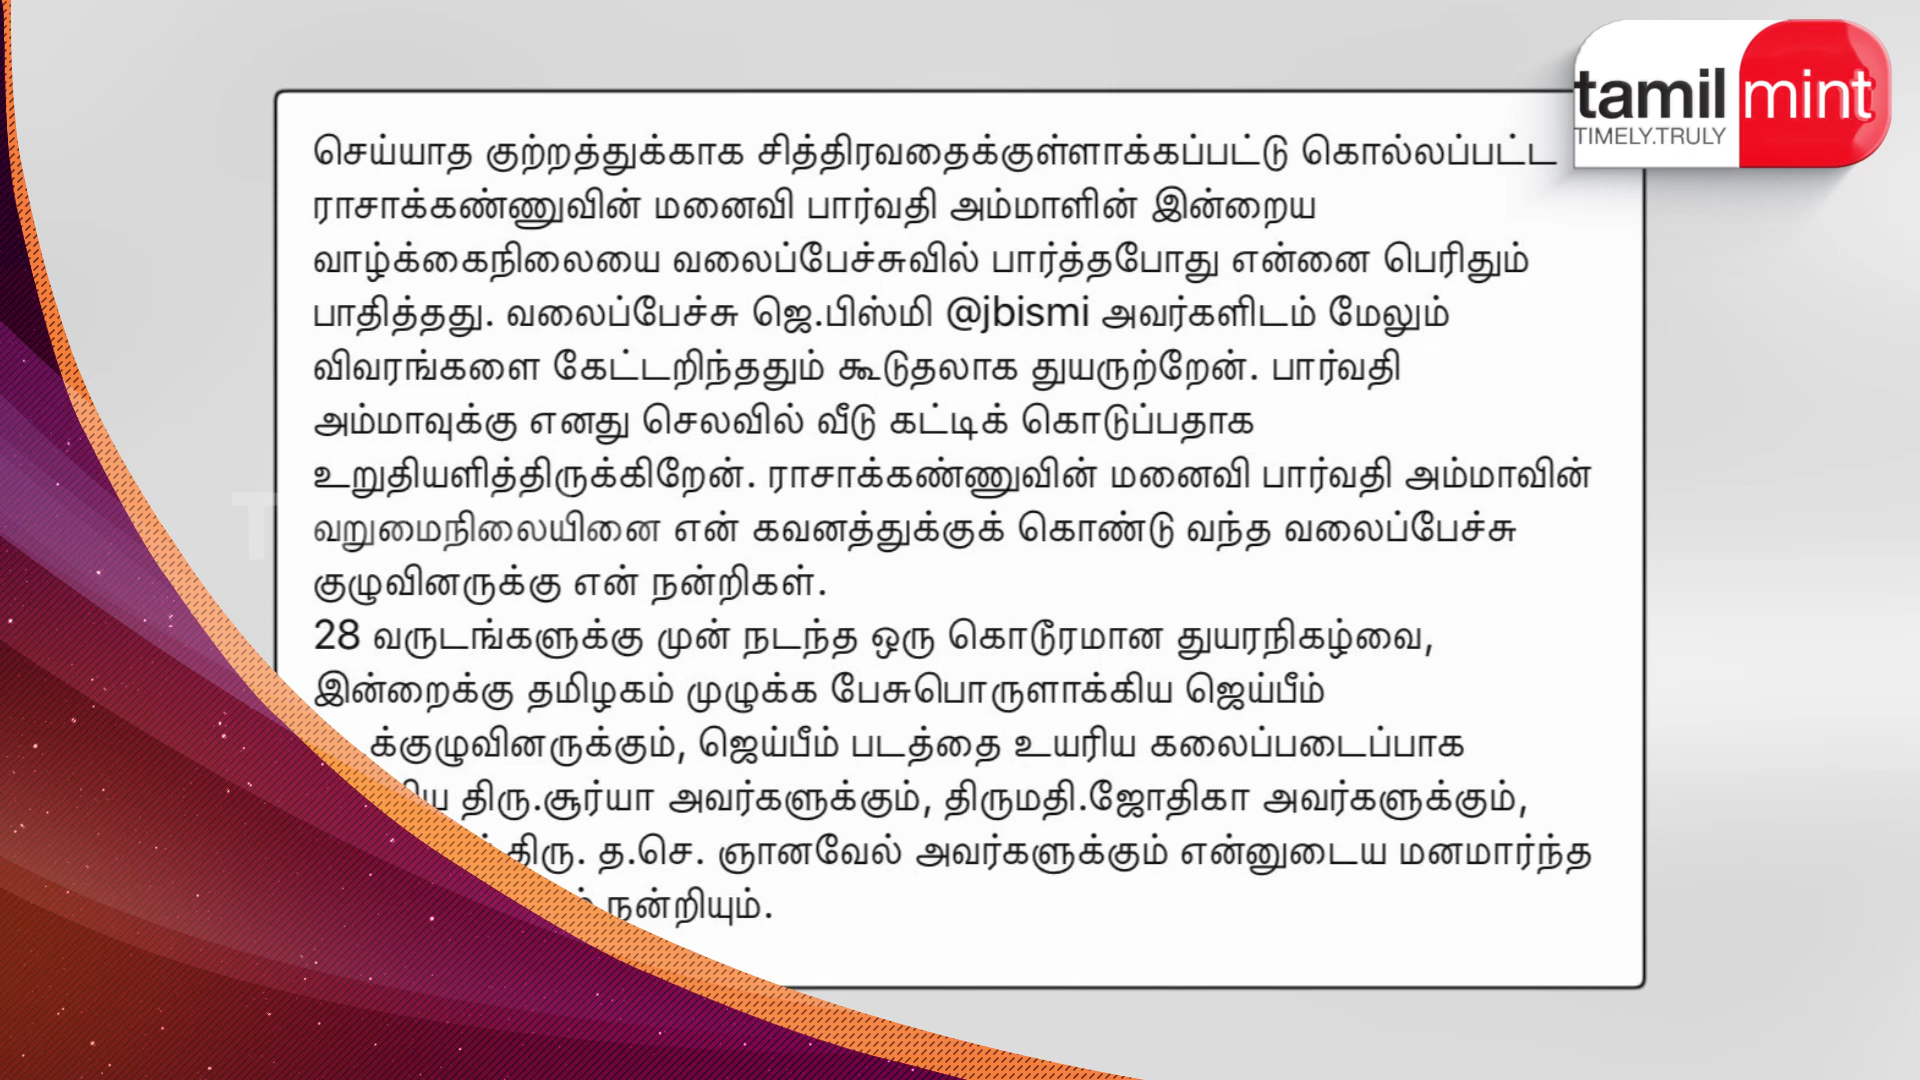 tamil mint
TIMELY.TRULY
செய்யாத குற்றத்துக்காக சித்திரவதைக்குள்ளாக்கப்பட்டு கொல்லப்பட்ட
ராசாக்கண்ணுவின் மனைவி பார்வதி அம்மாளின் இன்றைய
வாழ்க்கைநிலையை வலைப்பேச்சுவில் பார்த்தபோது என்னை பெரிதும்
பாதித்தது. வலைப்பேச்சு ஜெ.பிஸ்மி @jbismi அவர்களிடம் மேலும்
விவரங்களை கேட்டறிந்ததும் கூடுதலாக துயருற்றேன். பார்வதி
அம்மாவுக்கு எனது செலவில் வீடு கட்டிக் கொடுப்பதாக
உறுதியளித்திருக்கிறேன். ராசாக்கண்ணுவின் மனைவி பார்வதி அம்மாவின்
வறுமைநிலையினை என் கவனத்துக்குக் கொண்டு வந்த வலைப்பேச்சு
குழுவினருக்கு என் நன்றிகள்.
28 வருடங்களுக்கு முன் நடந்த ஒரு கொடூரமான துயரநிகழ்வை,
இன்றைக்கு தமிழகம் முழுக்க பேசுபொருளாக்கிய ஜெய்பீம்
க்குழுவினருக்கும், ஜெய்பீம் படத்தை உயரிய கலைப்படைப்பாக
திரு.சூர்யா அவர்களுக்கும், திருமதி.ஜோதிகா அவர்களுக்கும்,
திரு. த.செ. ஞானவேல் அவர்களுக்கும் என்னுடைய மனமார்ந்த
நன்றியும்.